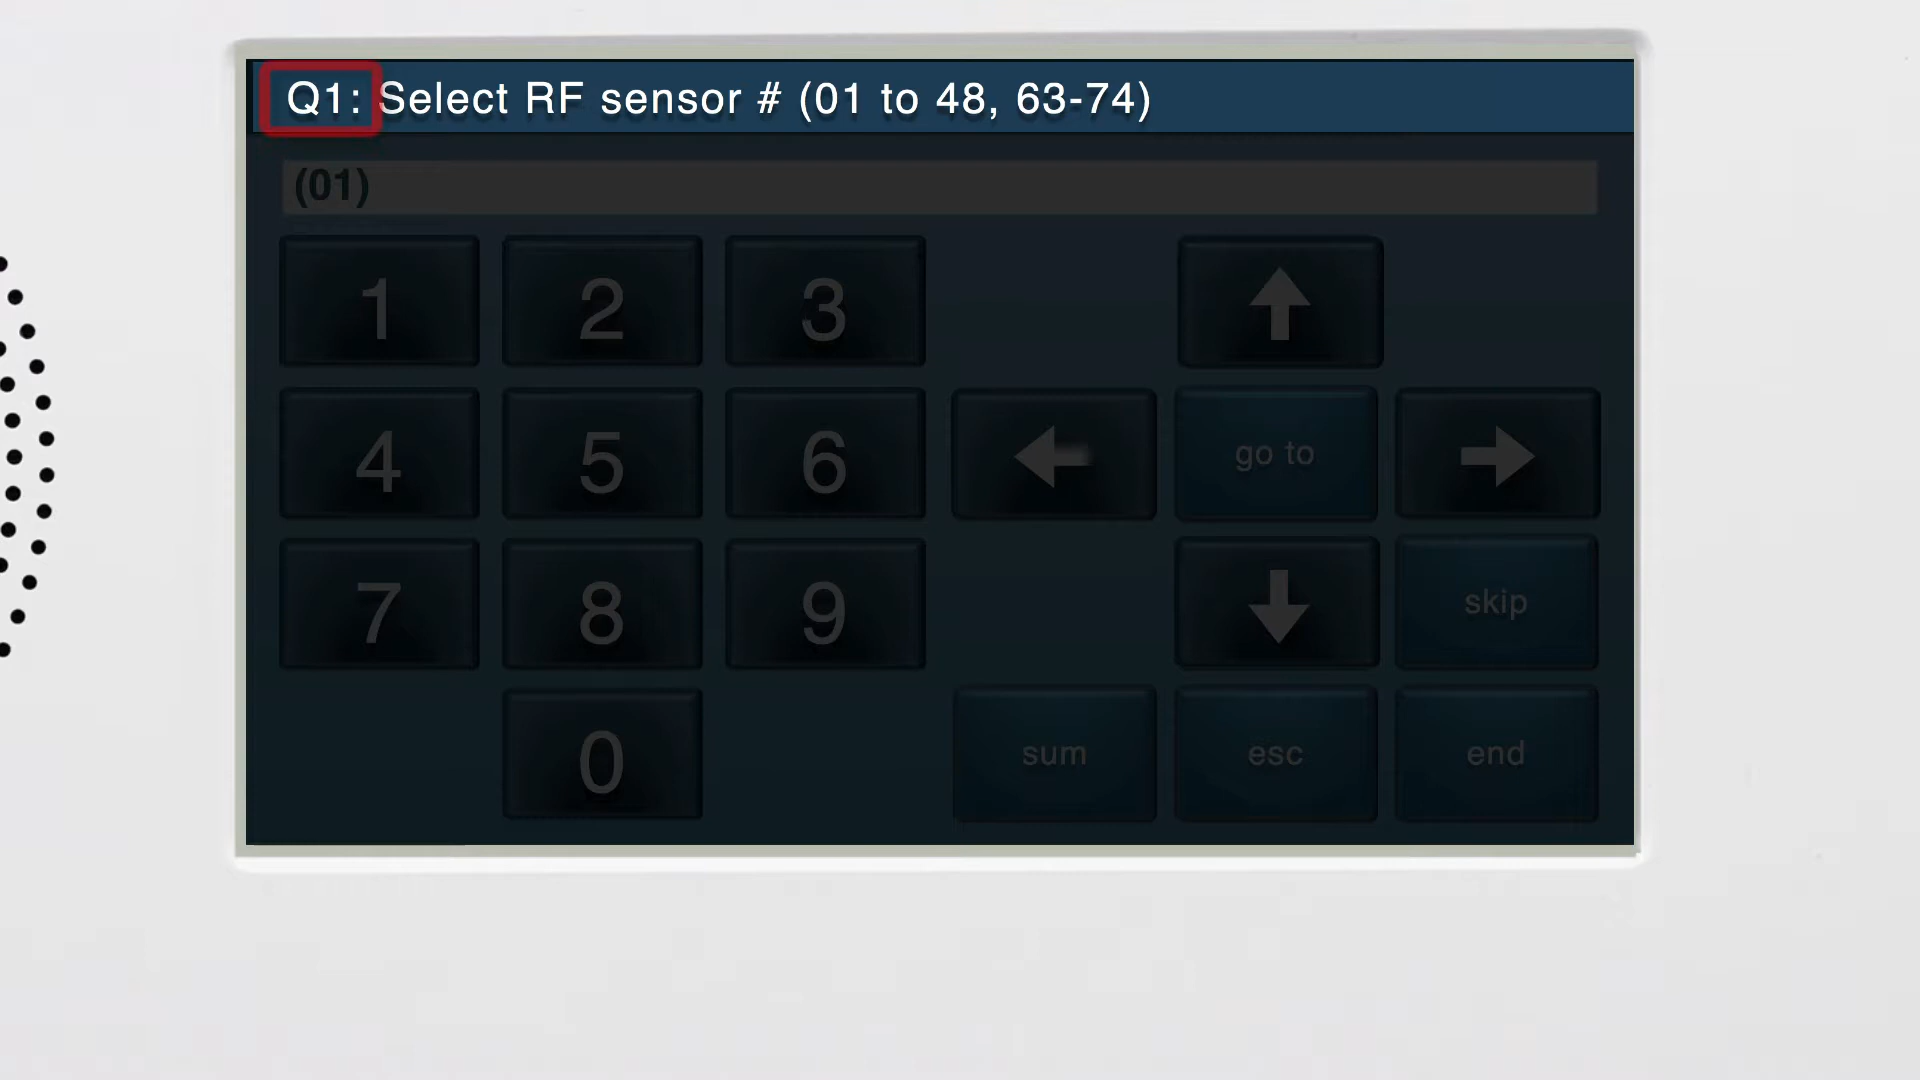 Q1: Select RF sensor # (01 to 48, 63-74)
(01)
1 2 3
4 5 6 go to
7 8 9 skip
0 sum esc end